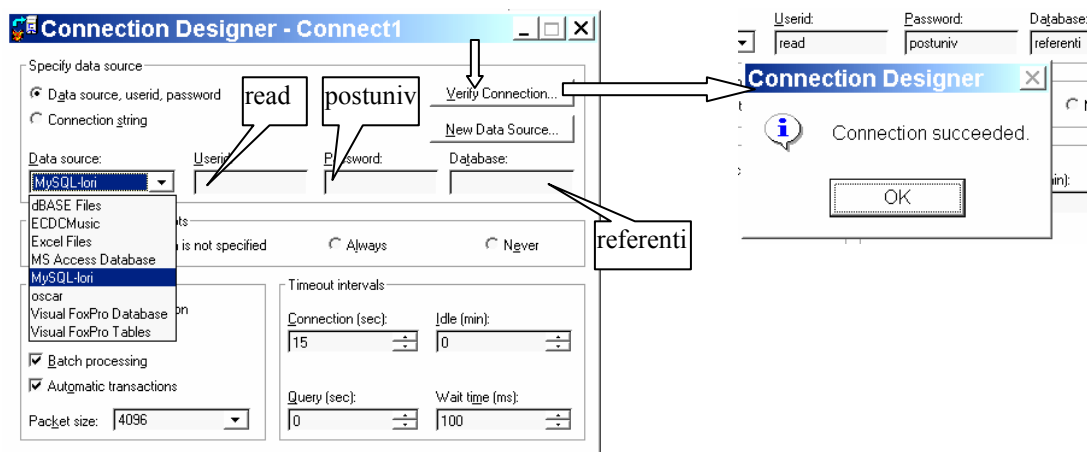 Connection Designer - Connect1
Specify data source
Data source, userid, password
Connection string
read
postuniv
Verify Connection...
New Data Source...
Data source:
Userid:
Password:
Database:
MySQL-lori
dBASE Files
ECDCMusic
Excel Files
MS Access Database
MySQL-lori
oscar
Visual FoxPro Database
Visual FoxPro Tables
is not specified
Always
Never
referenti
Batch processing
Automatic transactions
Packet size: 4096
Timeout intervals
Connection (sec):
Idle (min):
15
0
Query (sec):
Wait time (ms):
0
100
Userid:
Password:
Database:
read
postuniv
referenti
Connection Designer
Connection succeeded.
OK